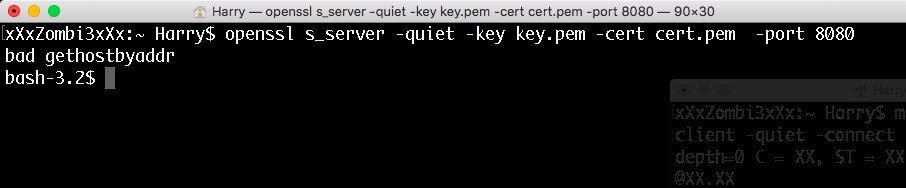 Harry — openssl s_server -quiet -key key.pem -cert cert.pem -port 8080 — 90×30
[xXxZombi3xXx:~ Harry$ openssl s_server -quiet -key key.pem -cert cert.pem  -port 8080
bad gethostbyaddr
bash-3.2$
Harry
[xXxZombi3xXx:~ Harry$ m
client -quiet -connect
depth=0 C = XX, ST = XX
@XX.XX